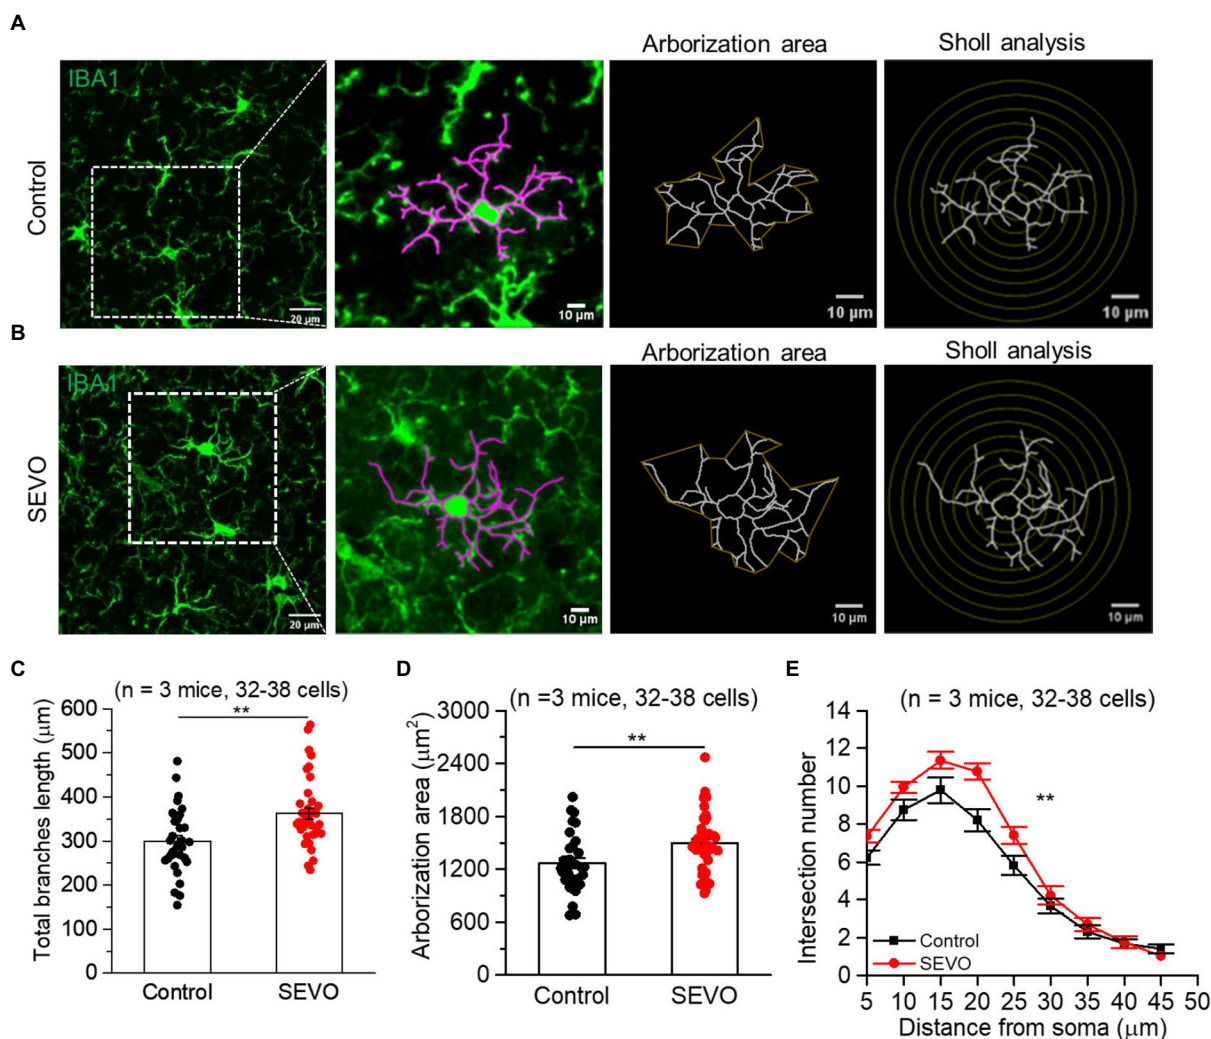 A
Arborization area
Sholl analysis
IBA1
Control
20 µm
10 µm
10 µm
10 µm
B
Arborization area
Sholl analysis
IBA1
SEVO
20 µm
10 µm
10 µm
10 µm
C
(n = 3 mice, 32-38 cells)
**
Total branches length (μm)
600
500
400
300
200
100
0
Control
SEVO
D
(n =3 mice, 32-38 cells)
**
Arborization area (μm²)
3000
2400
1800
1200
600
0
Control
SEVO
E
(n = 3 mice, 32-38 cells)
**
Intersection number
14
12
10
8
6
4
2
0
Control
SEVO
5 10 15 20 25 30 35 40 45 50
Distance from soma (μm)